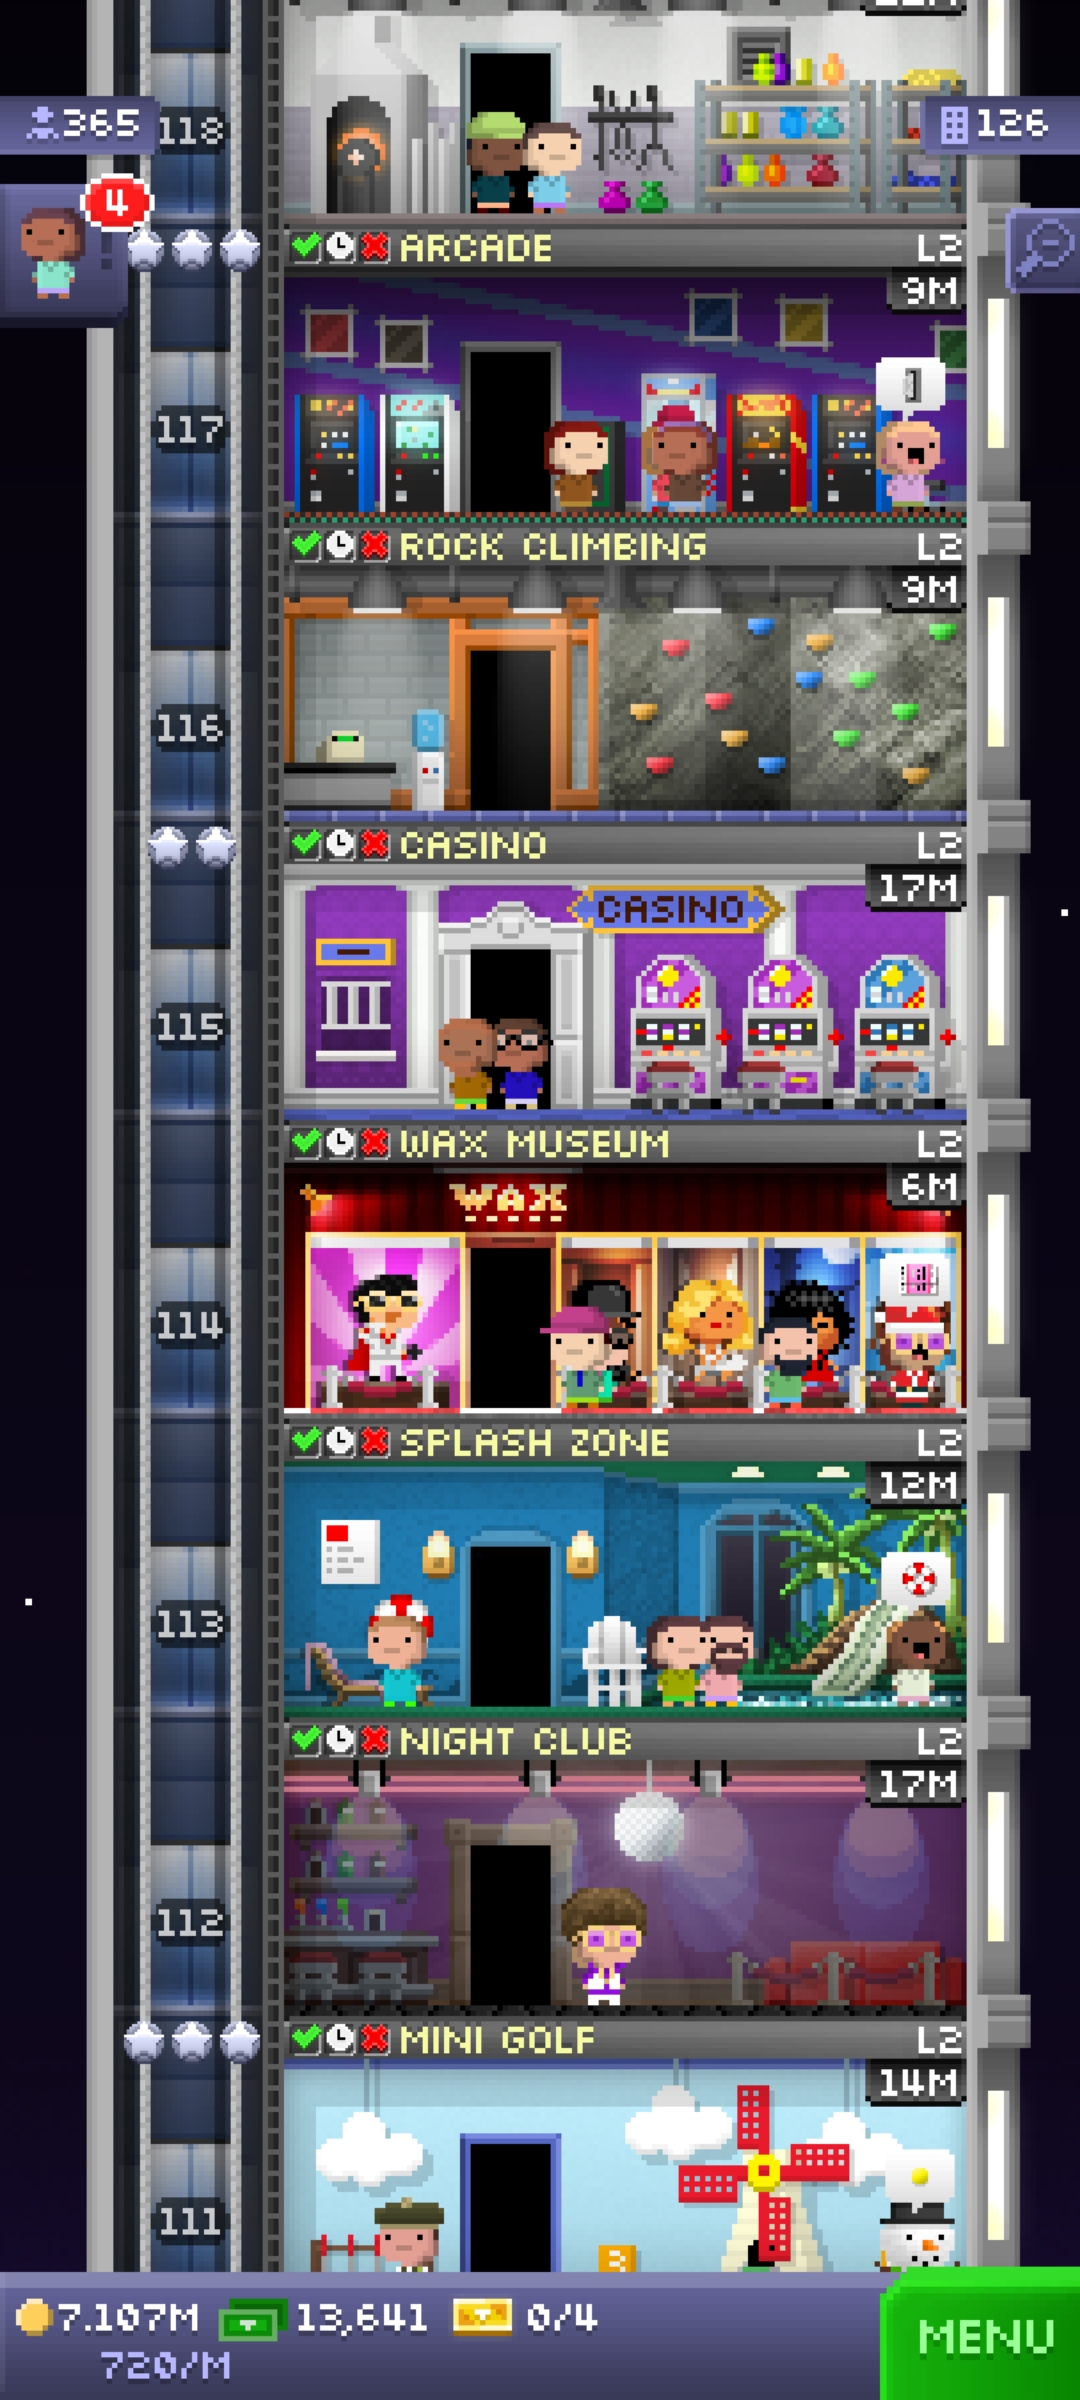 365
118
126
4
ARCADE L2
9M
117
ROCK CLIMBING L2
9M
116
CASINO L2
17M
CASINO
115
WAX MUSEUM L2
6M
WAX
114
SPLASH ZONE L2
12M
113
NIGHT CLUB L2
17M
112
MINI GOLF L2
14M
111
3
7.107M 13,641 0/4
720/M
MENU